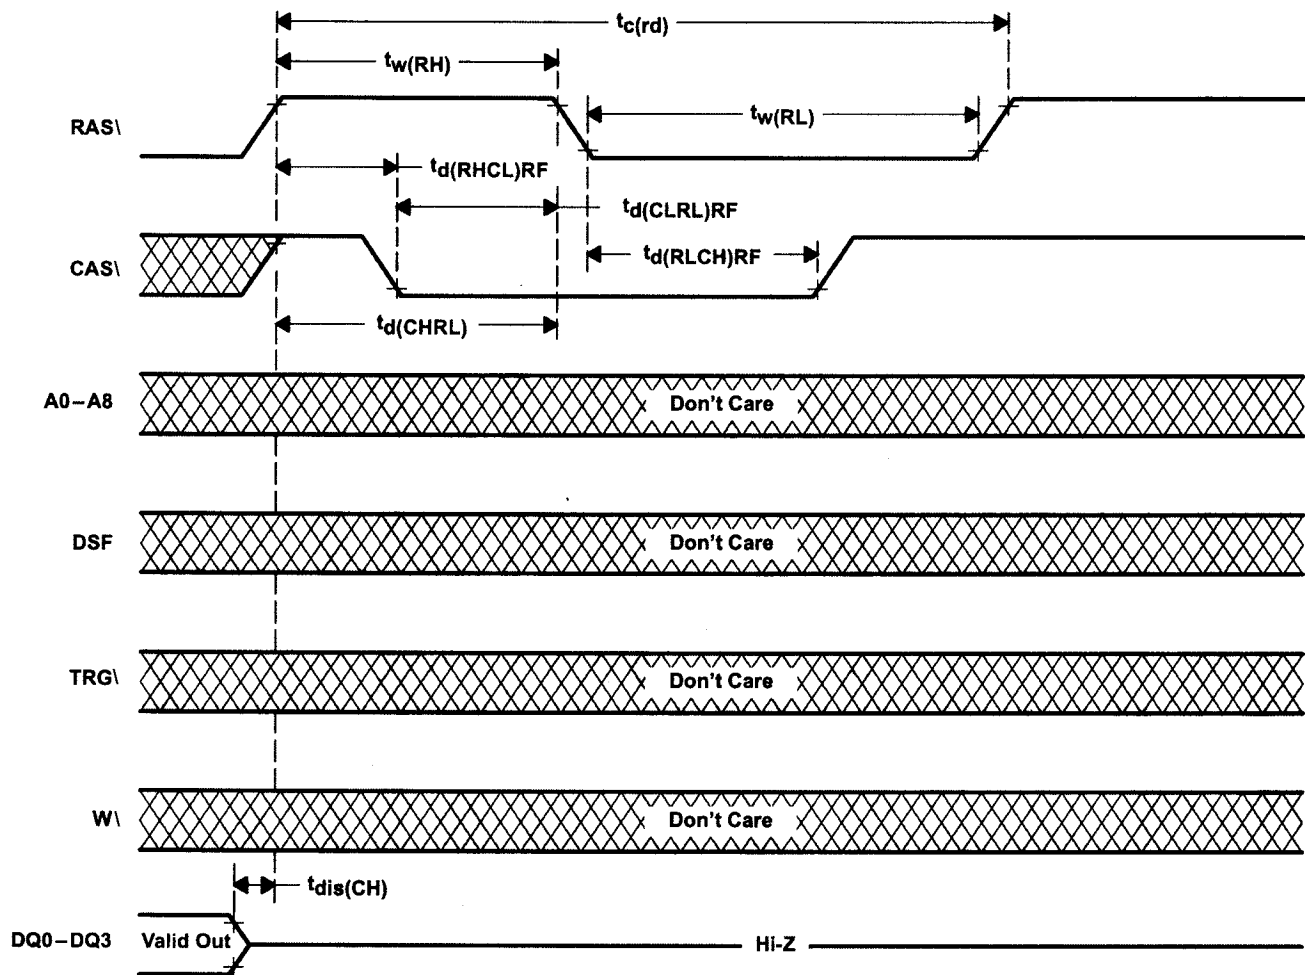 tc(rd)
tw(RH)
RAS\
tw(RL)
td(RHCL)RF
td(CLRL)RF
CAS\
td(RLCH)RF
td(CHRL)
A0–A8
Don't Care
DSF
Don't Care
TRG\
Don't Care
W\
Don't Care
tdis(CH)
DQ0–DQ3
Valid Out
Hi-Z